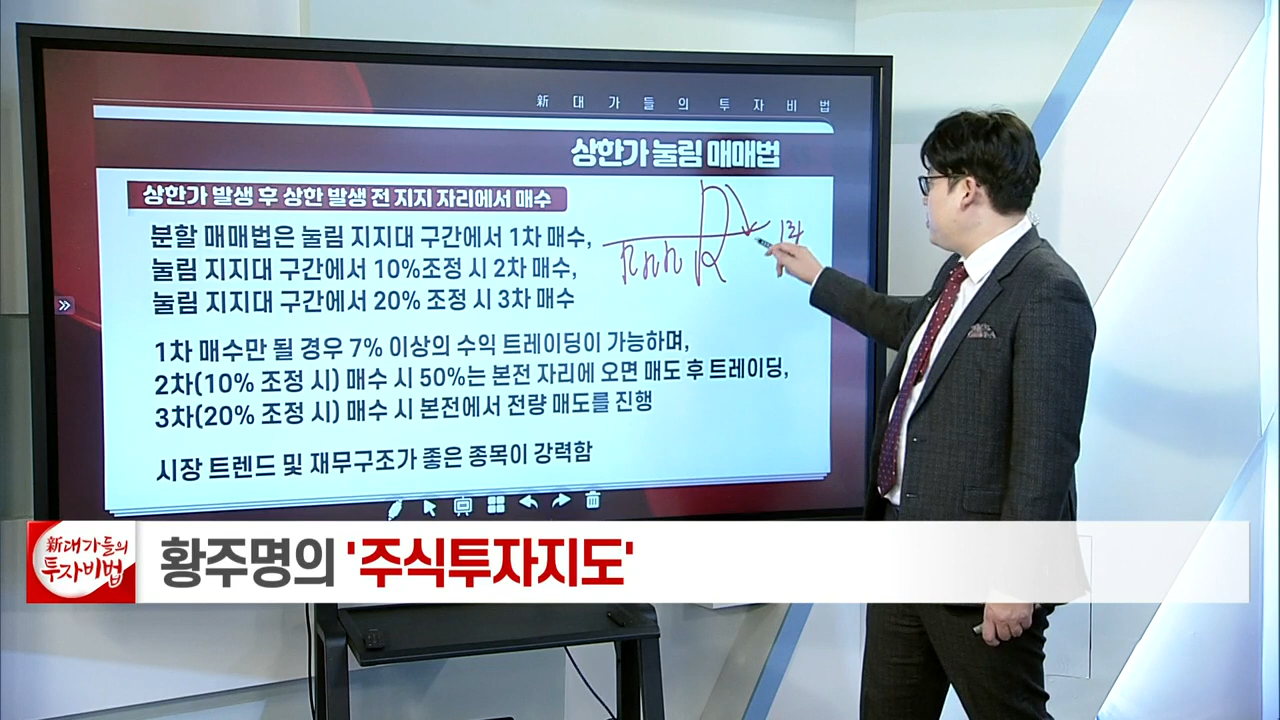 新 대 가 들 의 투 자 비 법
상한가 눌림 매매법
상한가 발생 후 상한 발생 전 지지 자리에서 매수
분할 매매법은 눌림 지지대 구간에서 1차 매수,
눌림 지지대 구간에서 10%조정 시 2차 매수,
눌림 지지대 구간에서 20% 조정 시 3차 매수
1차
1차 매수만 될 경우 7% 이상의 수익 트레이딩이 가능하며,
2차(10% 조정 시) 매수 시 50%는 본전 자리에 오면 매도 후 트레이딩,
3차(20% 조정 시) 매수 시 본전에서 전량 매도를 진행
시장 트렌드 및 재무구조가 좋은 종목이 강력함
新대가들의
투자비법
황주명의 '주식투자지도'